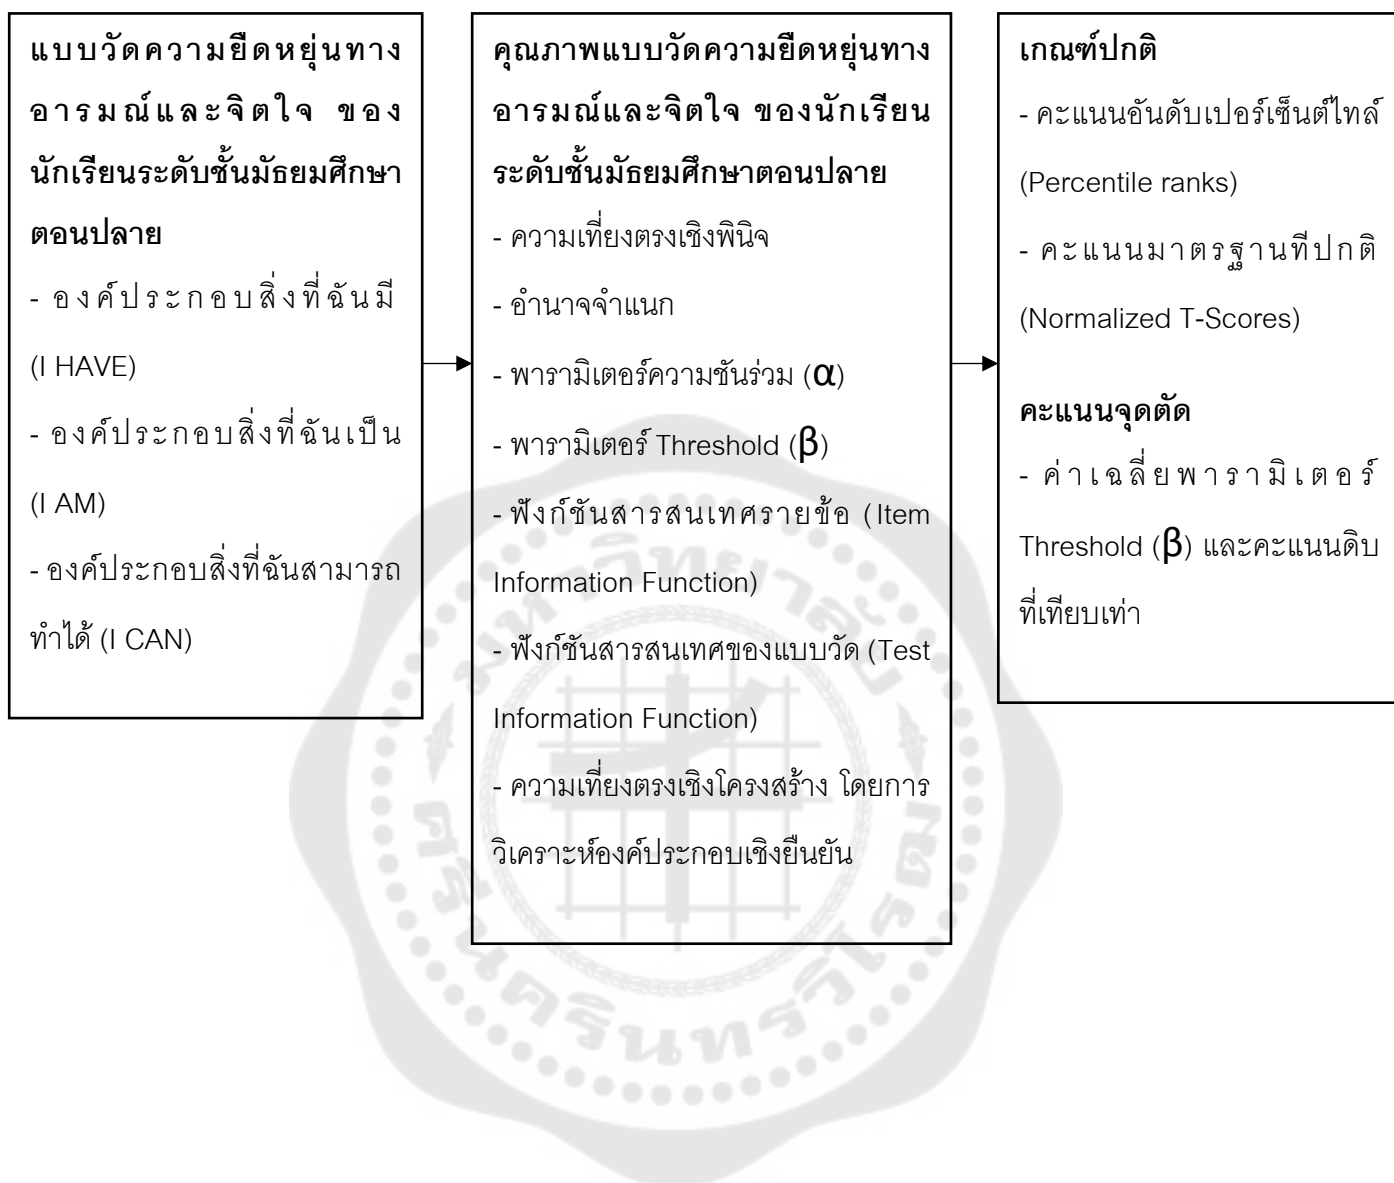 แบบวัดความยืดหยุ่นทาง
อารมณ์และจิตใจ ของ
นักเรียนระดับชั้นมัธยมศึกษา
ตอนปลาย
- องค์ประกอบสิ่งที่ฉันมี
(I HAVE)
- องค์ประกอบสิ่งที่ฉันเป็น
(I AM)
- องค์ประกอบสิ่งที่ฉันสามารถ
ทำได้ (I CAN)
คุณภาพแบบวัดความยืดหยุ่นทาง
อารมณ์และจิตใจ ของนักเรียน
ระดับชั้นมัธยมศึกษาตอนปลาย
- ความเที่ยงตรงเชิงพินิจ
- อำนาจจำแนก
- พารามิเตอร์ความชันร่วม (α)
- พารามิเตอร์ Threshold (β)
- ฟังก์ชันสารสนเทศรายข้อ (Item
Information Function)
- ฟังก์ชันสารสนเทศของแบบวัด (Test
Information Function)
- ความเที่ยงตรงเชิงโครงสร้าง โดยการ
วิเคราะห์องค์ประกอบเชิงยืนยัน
เกณฑ์ปกติ
- คะแนนอันดับเปอร์เซ็นต์ไทล์
(Percentile ranks)
- คะแนนมาตรฐานทีปกติ
(Normalized T-Scores)
คะแนนจุดตัด
- ค่าเฉลี่ยพารามิเตอร์
Threshold (β) และคะแนนดิบ
ที่เทียบเท่า
มหาวิทยาลัย
ศรีนครินทรวิโรฒ